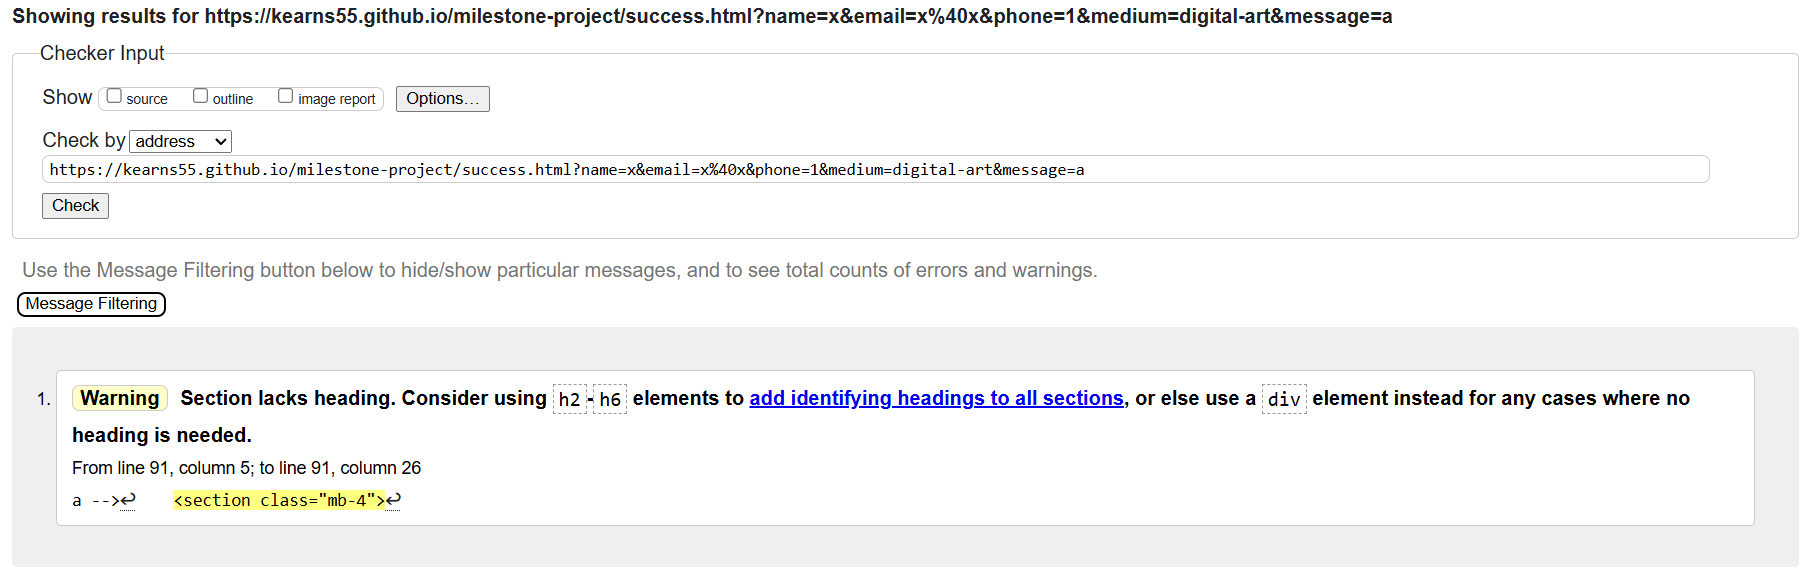 Showing results for https://kearns55.github.io/milestone-project/success.html?name=x&email=x%40x&phone=1&medium=digital-art&message=a
Checker Input
Show source outline image report Options...
Check by address
https://kearns55.github.io/milestone-project/success.html?name=x&email=x%40x&phone=1&medium=digital-art&message=a
Check
Use the Message Filtering button below to hide/show particular messages, and to see total counts of errors and warnings.
Message Filtering
1. Warning Section lacks heading. Consider using h2-h6 elements to add identifying headings to all sections, or else use a div element instead for any cases where no
heading is needed.
From line 91, column 5; to line 91, column 26
a -->↩ <section class="mb-4">↩